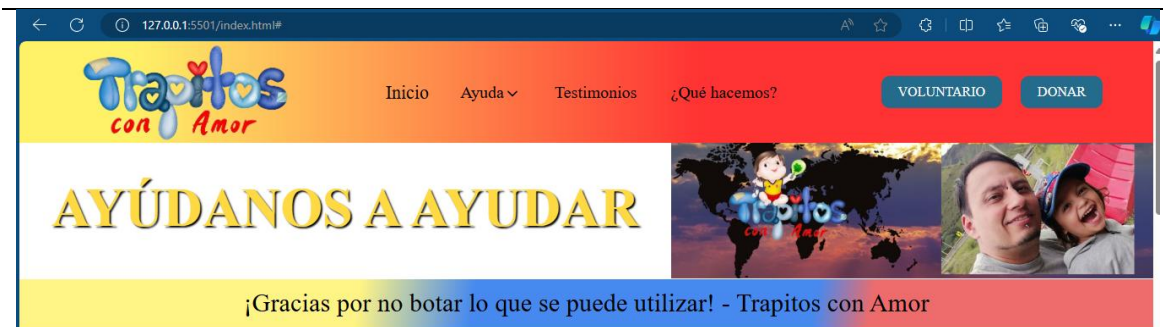 127.0.0.1:5501/index.html#
Trapitos
con Amor
Inicio Ayuda Testimonios ¿Qué hacemos?
VOLUNTARIO DONAR
AYÚDANOS A AYUDAR
Trapitos
con Amor
¡Gracias por no botar lo que se puede utilizar! - Trapitos con Amor